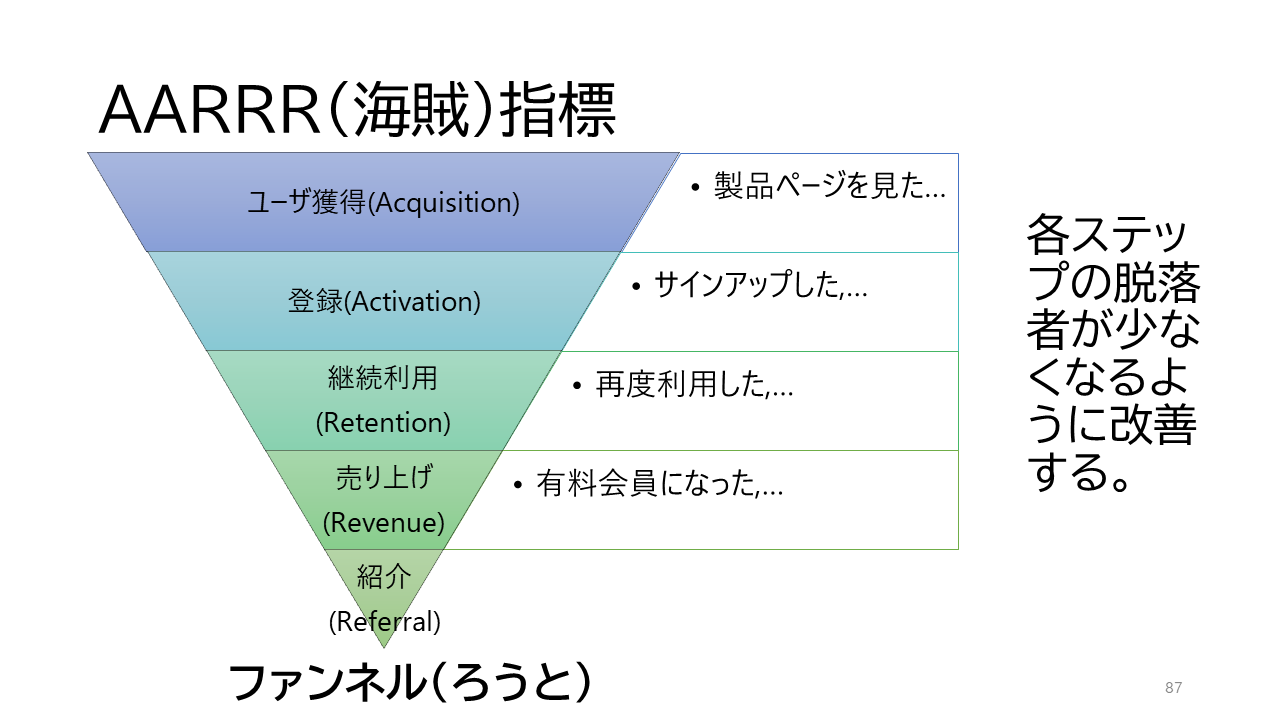 AARRR(海賊)指標
ユーザ獲得(Acquisition)
• 製品ページを見た...
登録(Activation)
• サインアップした,...
継続利用
(Retention)
• 再度利用した,...
売り上げ
(Revenue)
• 有料会員になった,...
紹介
(Referral)
ファンネル(ろうと)
各ステッ
プの脱落
者が少な
くなるよ
うに改善
する。
87